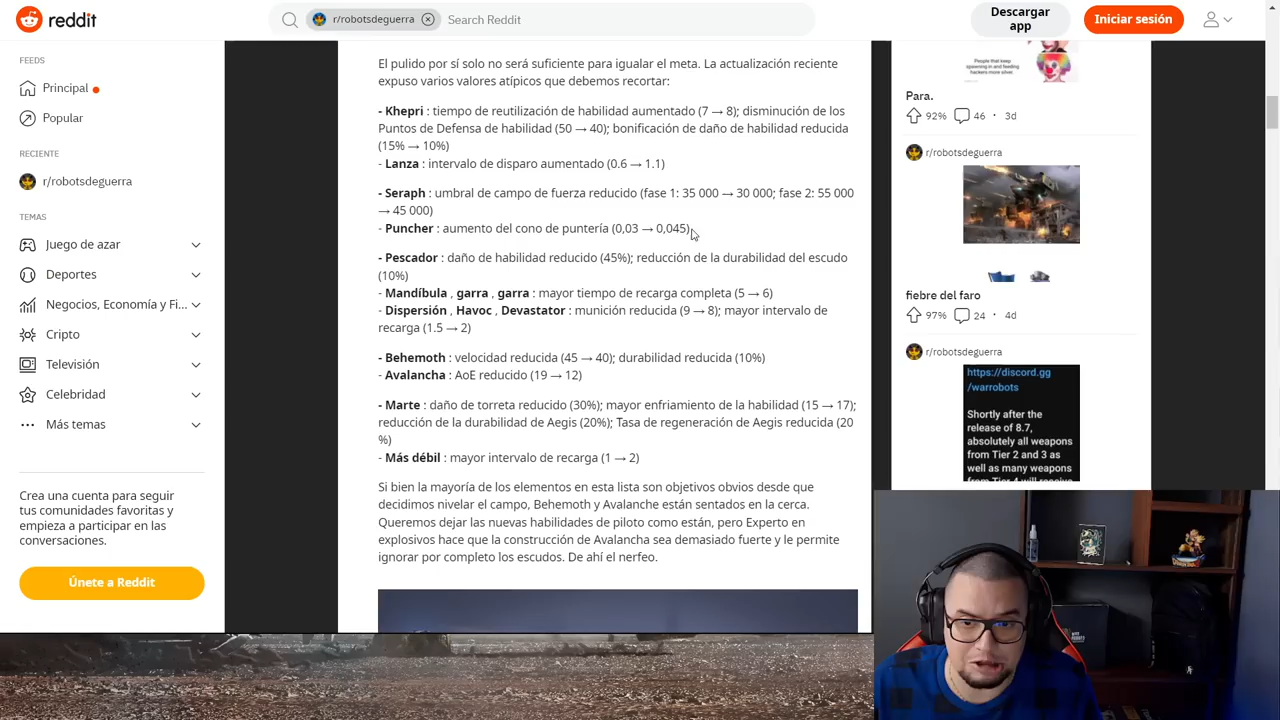 reddit
r/robotsdeguerra
Search Reddit
Descargar
app
Iniciar sesión
FEEDS
Principal
Popular
RECIENTE
r/robotsdeguerra
TEMAS
Juego de azar
Deportes
Negocios, Economía y Fi...
Cripto
Televisión
Celebridad
Más temas
Crea una cuenta para seguir
tus comunidades favoritas y
empieza a participar en las
conversaciones.
Únete a Reddit
El pulido por sí solo no será suficiente para igualar el meta. La actualización reciente
expuso varios valores atípicos que debemos recortar:
- Khepri : tiempo de reutilización de habilidad aumentado (7 → 8); disminución de los
Puntos de Defensa de habilidad (50 → 40); bonificación de daño de habilidad reducida
(15% → 10%)
- Lanza : intervalo de disparo aumentado (0.6 → 1.1)
- Seraph : umbral de campo de fuerza reducido (fase 1: 35 000 → 30 000; fase 2: 55 000
→ 45 000)
- Puncher : aumento del cono de puntería (0,03 → 0,045)
- Pescador : daño de habilidad reducido (45%); reducción de la durabilidad del escudo
(10%)
- Mandíbula , garra , garra : mayor tiempo de recarga completa (5 → 6)
- Dispersión , Havoc , Devastator : munición reducida (9 → 8); mayor intervalo de
recarga (1.5 → 2)
- Behemoth : velocidad reducida (45 → 40); durabilidad reducida (10%)
- Avalancha : AoE reducido (19 → 12)
- Marte : daño de torreta reducido (30%); mayor enfriamiento de la habilidad (15 → 17);
reducción de la durabilidad de Aegis (20%); Tasa de regeneración de Aegis reducida (20
%)
- Más débil : mayor intervalo de recarga (1 → 2)
Si bien la mayoría de los elementos en esta lista son objetivos obvios desde que
decidimos nivelar el campo, Behemoth y Avalanche están sentados en la cerca.
Queremos dejar las nuevas habilidades de piloto como están, pero Experto en
explosivos hace que la construcción de Avalancha sea demasiado fuerte y le permite
ignorar por completo los escudos. De ahí el nerfeo.
People that keep
spawning in and feeding
hackers more silver.
Para.
92% 46 · 3d
r/robotsdeguerra
fiebre del faro
97% 24 · 4d
r/robotsdeguerra
https://discord.gg
/warrobots
Shortly after the
release of 8.7,
absolutely all weapons
from Tier 2 and 3 as
well as many weapons
from Tier 4 will receive